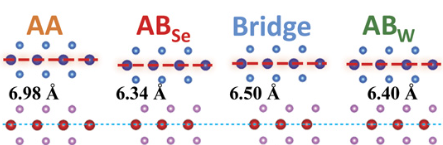 AA AB_Se Bridge AB_W
6.98 Å 6.34 Å 6.50 Å 6.40 Å